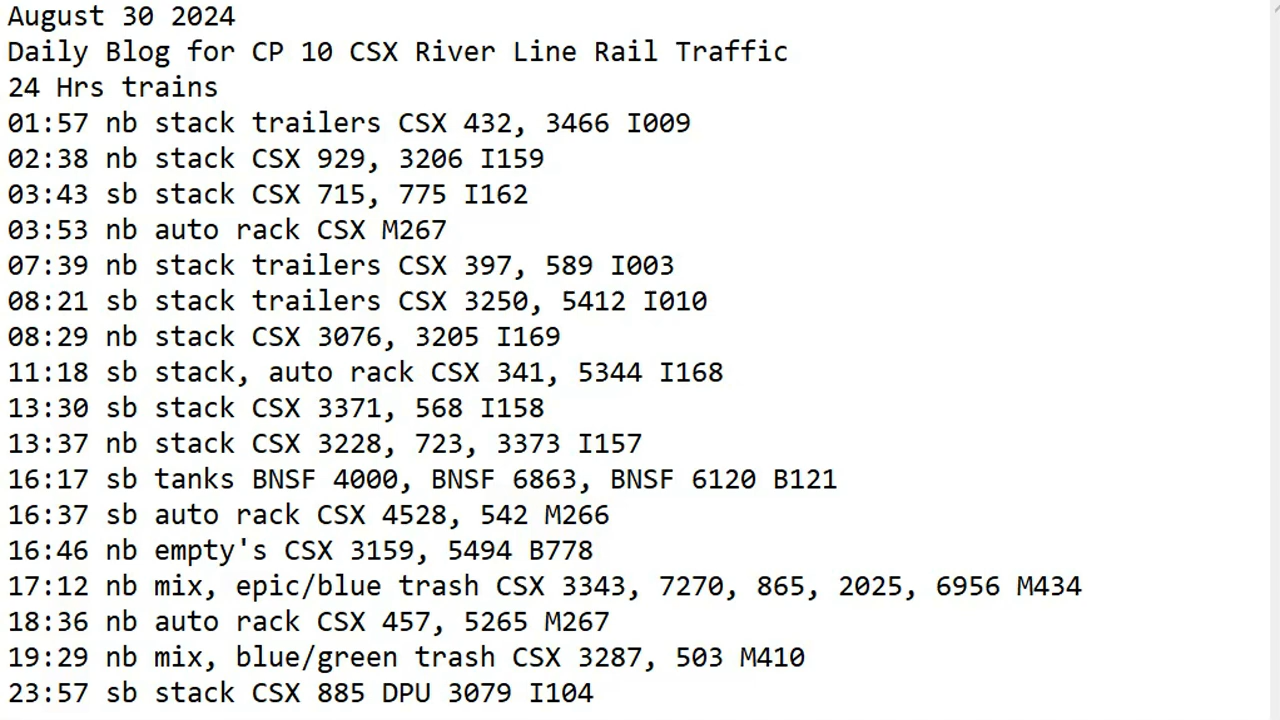 August 30 2024
Daily Blog for CP 10 CSX River Line Rail Traffic
24 Hrs trains
01:57 nb stack trailers CSX 432, 3466 I009
02:38 nb stack CSX 929, 3206 I159
03:43 sb stack CSX 715, 775 I162
03:53 nb auto rack CSX M267
07:39 nb stack trailers CSX 397, 589 I003
08:21 sb stack trailers CSX 3250, 5412 I010
08:29 nb stack CSX 3076, 3205 I169
11:18 sb stack, auto rack CSX 341, 5344 I168
13:30 sb stack CSX 3371, 568 I158
13:37 nb stack CSX 3228, 723, 3373 I157
16:17 sb tanks BNSF 4000, BNSF 6863, BNSF 6120 B121
16:37 sb auto rack CSX 4528, 542 M266
16:46 nb empty's CSX 3159, 5494 B778
17:12 nb mix, epic/blue trash CSX 3343, 7270, 865, 2025, 6956 M434
18:36 nb auto rack CSX 457, 5265 M267
19:29 nb mix, blue/green trash CSX 3287, 503 M410
23:57 sb stack CSX 885 DPU 3079 I104